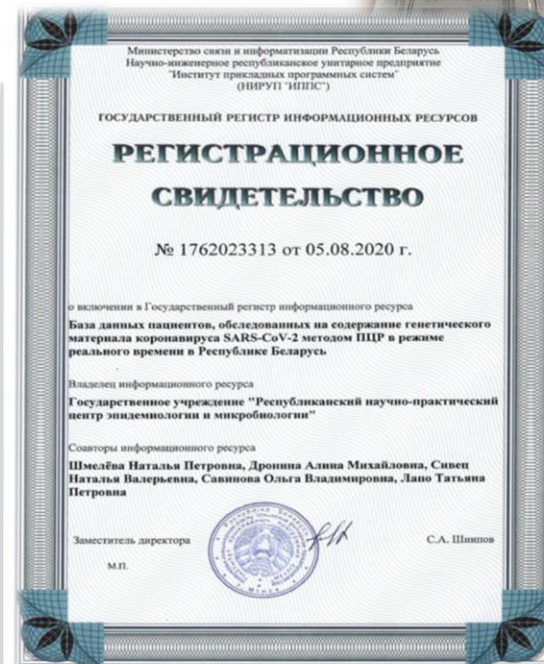 Министерство связи и информатизации Республики Беларусь
Научно-инженерное республиканское унитарное предприятие
"Институт прикладных программных систем"
(НИРУП "ИППС")
ГОСУДАРСТВЕННЫЙ РЕГИСТР ИНФОРМАЦИОННЫХ РЕСУРСОВ
РЕГИСТРАЦИОННОЕ
СВИДЕТЕЛЬСТВО
№ 1762023313 от 05.08.2020 г.
о включении в Государственный регистр информационного ресурса
База данных пациентов, обследованных на содержание генетического
материала коронавируса SARS-CoV-2 методом ПЦР в режиме
реального времени в Республике Беларусь
Владелец информационного ресурса
Государственное учреждение "Республиканский научно-практический
центр эпидемиологии и микробиологии"
Соавторы информационного ресурса
Шмелёва Наталья Петровна, Дронина Алина Михайловна, Сивец
Наталья Валерьевна, Савинова Ольга Владимировна, Лапо Татьяна
Петровна
Заместитель директора
С.А. Шнипов
М.П.